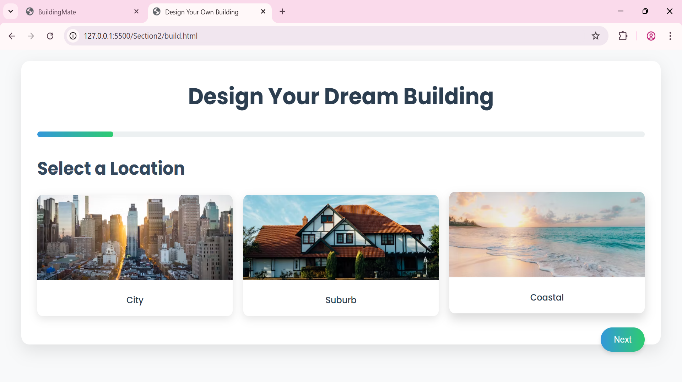 BuildingMate
Design Your Own Building
127.0.0.1:5500/Section2/build.html
Design Your Dream Building
Select a Location
City
Suburb
Coastal
Next